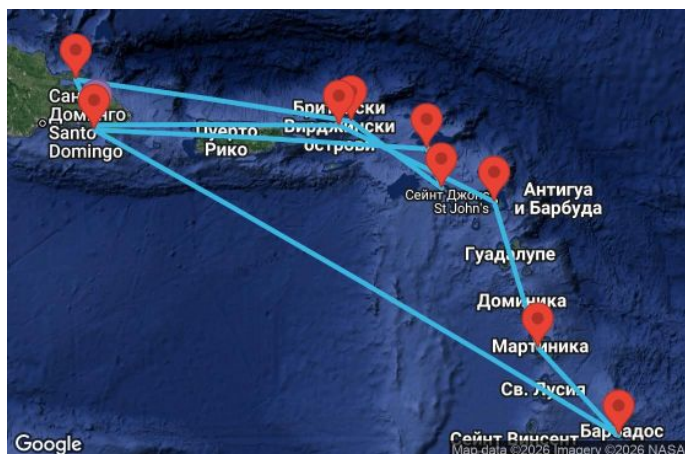 Сан
Доминго
Santo
Domingo
Пуерто
Рико
Британски
Вирджински
острови
Сейнт Джонс
St John's
Антигуа
и Барбуда
Гуаделупе
Доминика
Мартиника
Св. Лусия
Сейнт Винсент
Барбадос
Google
Map data ©2026 Imagery ©2026 NASA